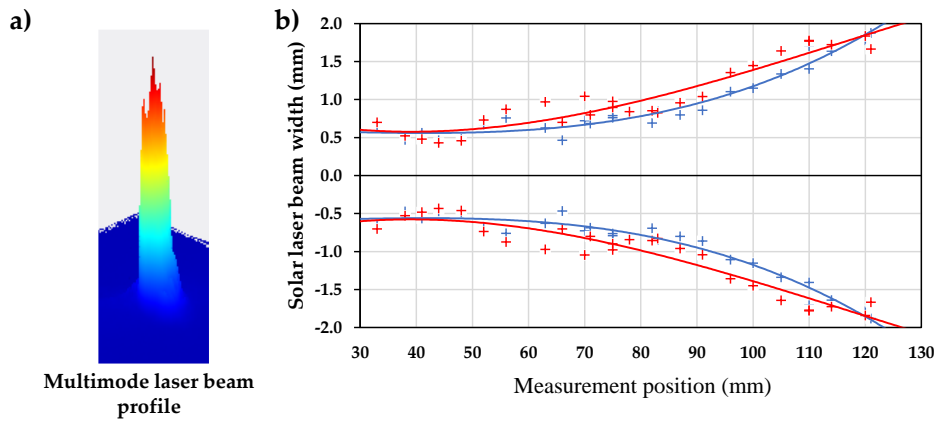 a)
Multimode laser beam
profile
b)
Solar laser beam width (mm)
2.0
1.5
1.0
0.5
0.0
-0.5
-1.0
-1.5
-2.0
30 40 50 60 70 80 90 100 110 120 130
Measurement position (mm)